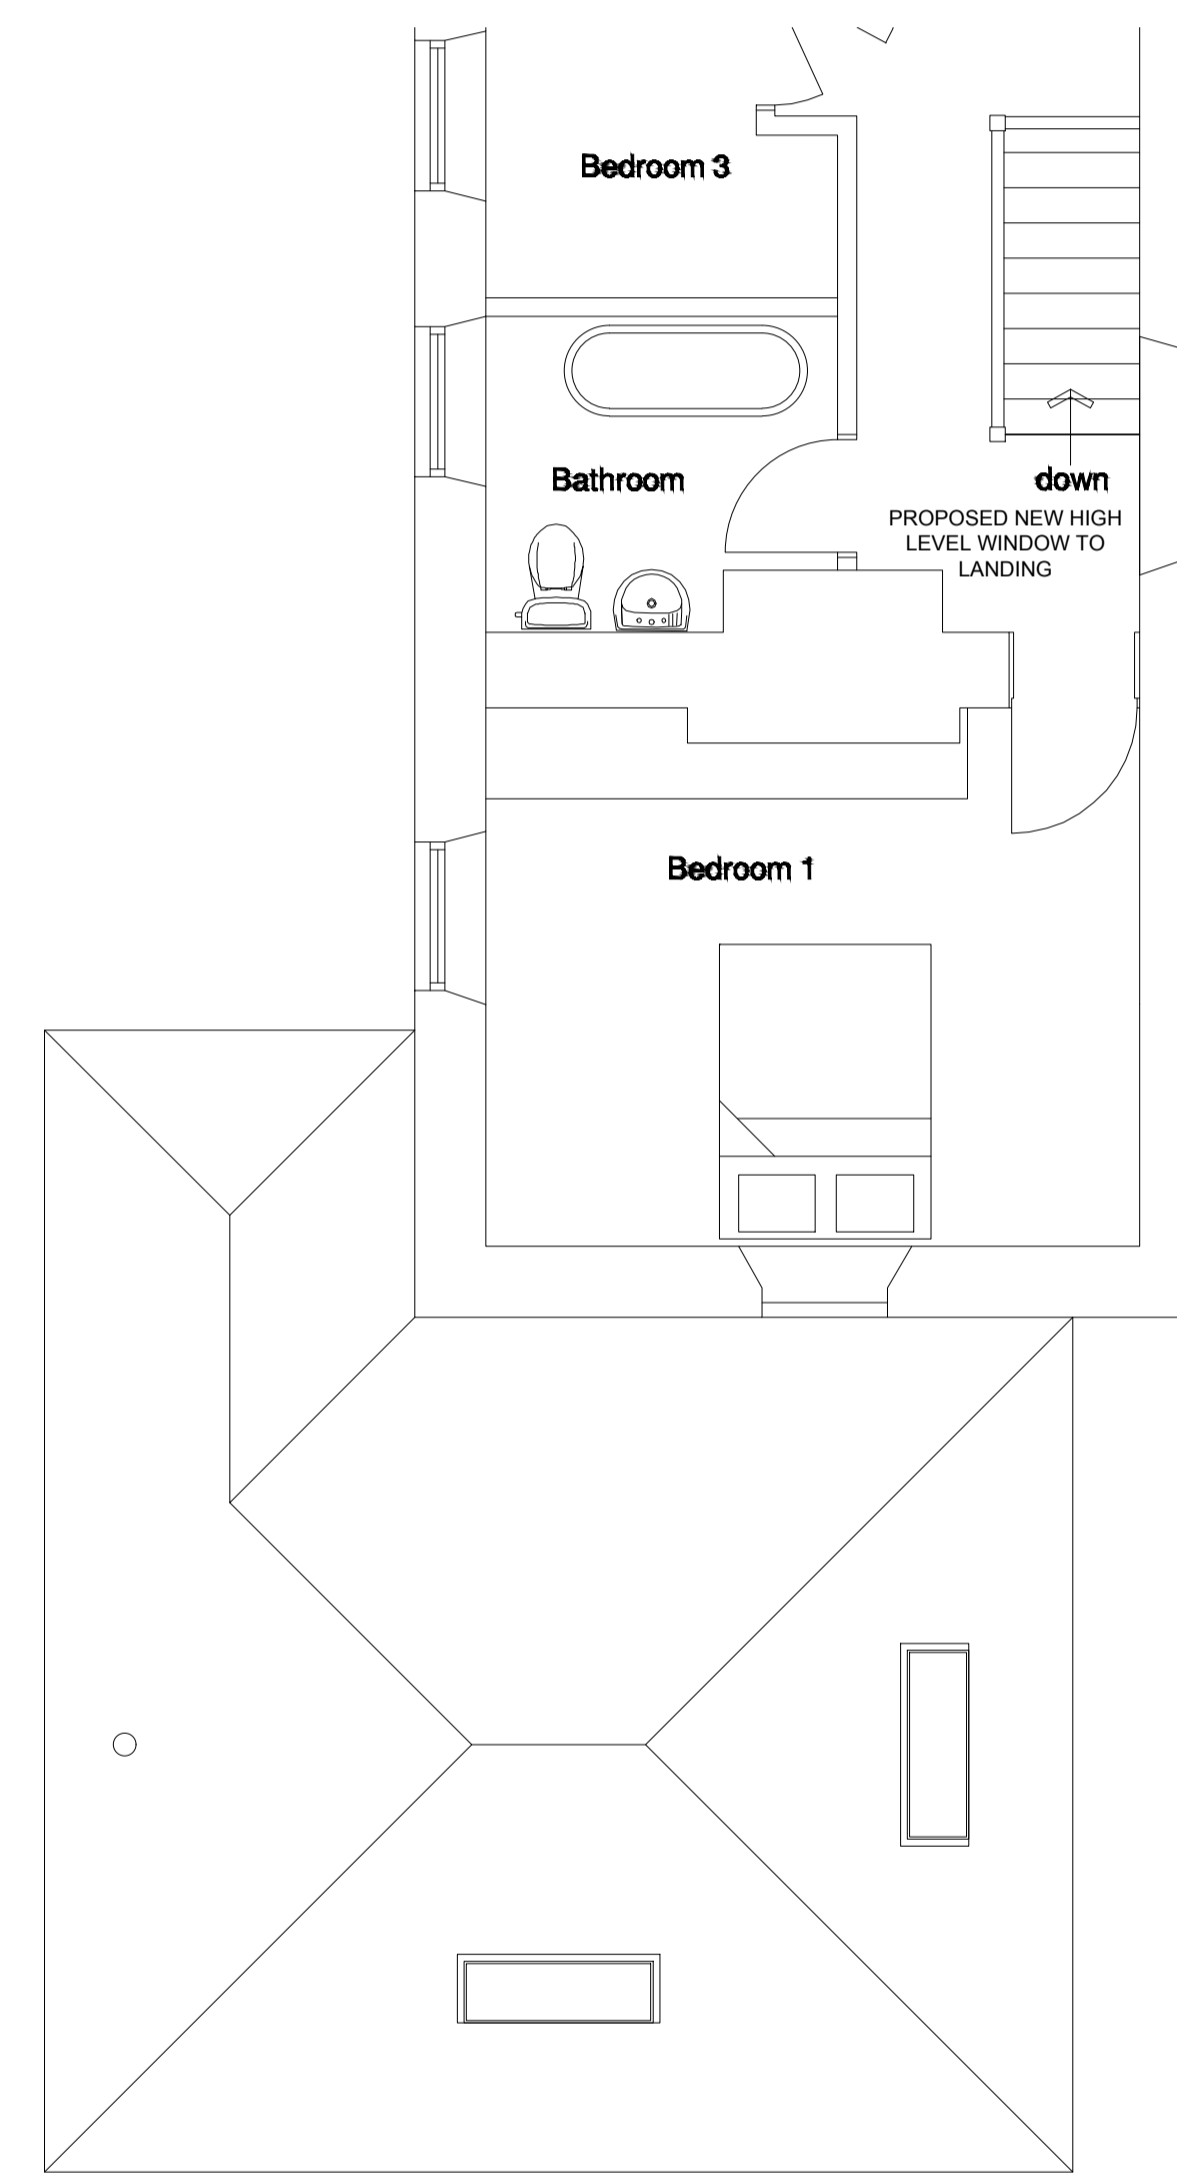 Bedroom 3
Bathroom
down
PROPOSED NEW HIGH
LEVEL WINDOW TO
LANDING
Bedroom 1